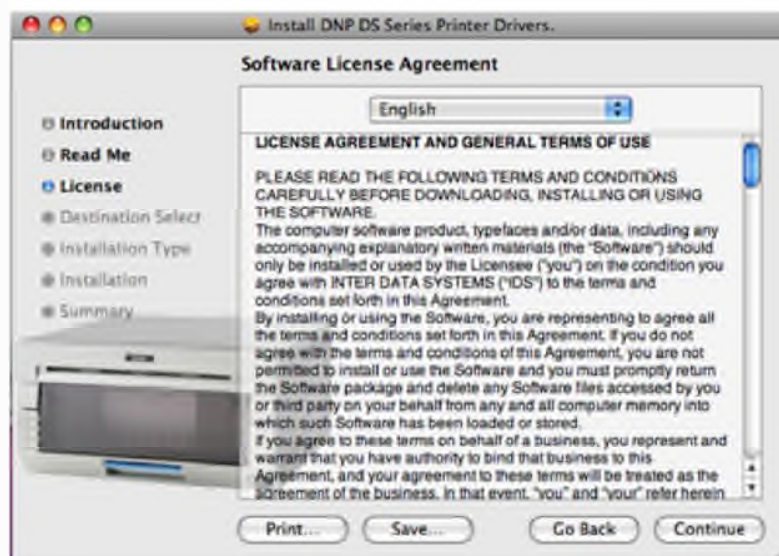 Install DNP DS Series Printer Drivers.
Software License Agreement
Introduction
Read Me
License
Destination Select
Installation Type
Installation
Summary
English
LICENSE AGREEMENT AND GENERAL TERMS OF USE
PLEASE READ THE FOLLOWING TERMS AND CONDITIONS
CAREFULLY BEFORE DOWNLOADING, INSTALLING OR USING
THE SOFTWARE.
The computer software product, typefaces and/or data, including any
accompanying explanatory written materials (the "Software") should
only be installed or used by the Licensee ("you") on the condition you
agree with INTER DATA SYSTEMS ("IDS") to the terms and
conditions set forth in this Agreement.
By installing or using the Software, you are representing to agree all
the terms and conditions set forth in this Agreement. If you do not
agree with the terms and conditions of this Agreement, you are not
permitted to install or use the Software and you must promptly return
the Software package and delete any Software files accessed by you
or third party on your behalf from any and all computer memory into
which such Software has been loaded or stored.
If you agree to these terms on behalf of a business, you represent and
warrant that you have authority to bind that business to this
Agreement, and your agreement to these terms will be treated as the
agreement of the business. In that event, "you" and "your" refer herein
Print...
Save...
Go Back
Continue